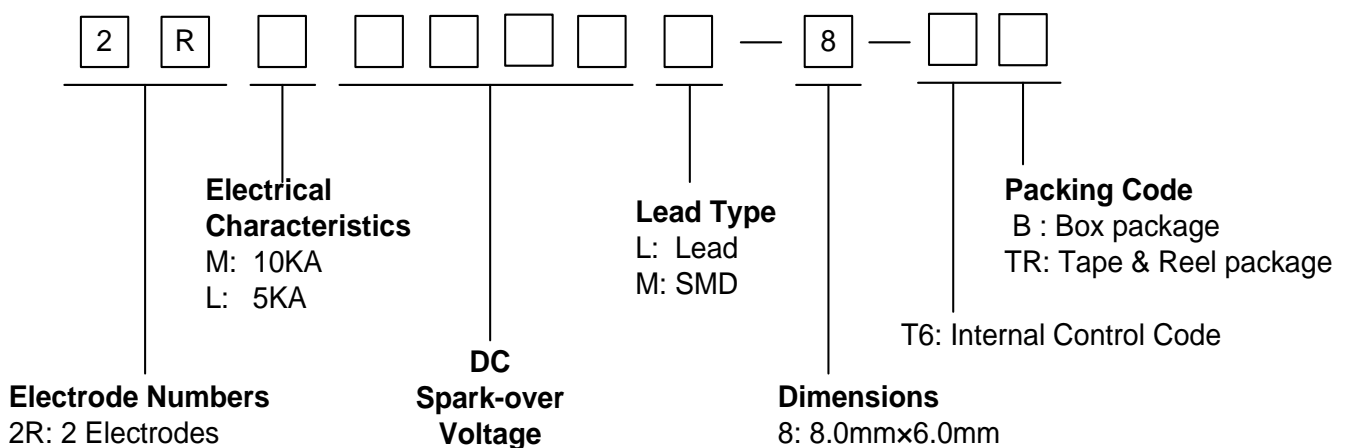 2 R — 8 —
Electrical
Characteristics
M: 10KA
L: 5KA
Lead Type
L: Lead
M: SMD
Packing Code
B : Box package
TR: Tape & Reel package
T6: Internal Control Code
Electrode Numbers
2R: 2 Electrodes
DC
Spark-over
Voltage
Dimensions
8: 8.0mm×6.0mm